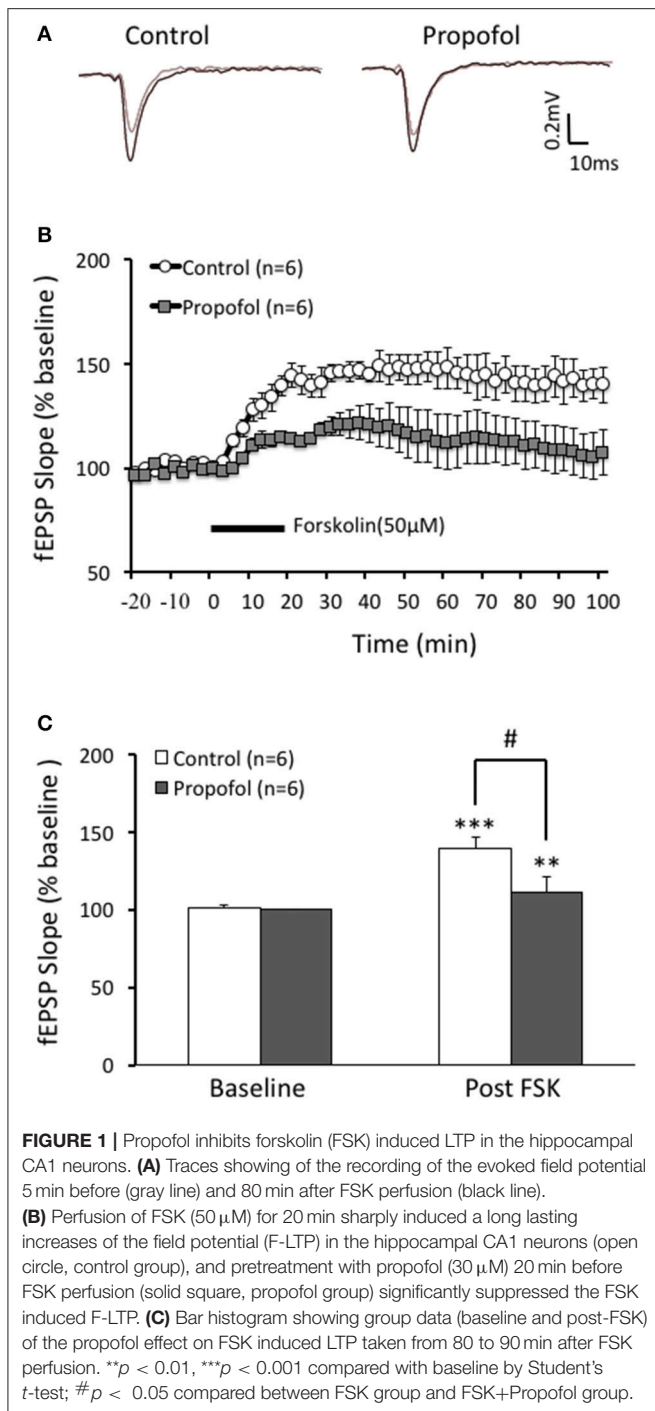 A
Control
Propofol
0.2mV
10ms
B
fEPSP Slope (% baseline )
200
150
100
50
Control (n=6)
Propofol (n=6)
Forskolin(50µM)
-20 -10 0 10 20 30 40 50 60 70 80 90 100
Time (min)
C
fEPSP Slope (% baseline)
200
150
100
50
0
Control (n=6)
Propofol (n=6)
#
***
**
Baseline
Post FSK
FIGURE 1 | Propofol inhibits forskolin (FSK) induced LTP in the hippocampal
CA1 neurons. (A) Traces showing of the recording of the evoked field potential
5 min before (gray line) and 80 min after FSK perfusion (black line).
(B) Perfusion of FSK (50 µM) for 20 min sharply induced a long lasting
increases of the field potential (F-LTP) in the hippocampal CA1 neurons (open
circle, control group), and pretreatment with propofol (30 µM) 20 min before
FSK perfusion (solid square, propofol group) significantly suppressed the FSK
induced F-LTP. (C) Bar histogram showing group data (baseline and post-FSK)
of the propofol effect on FSK induced LTP taken from 80 to 90 min after FSK
perfusion. **p < 0.01, ***p < 0.001 compared with baseline by Student's
t-test; #p < 0.05 compared between FSK group and FSK+Propofol group.